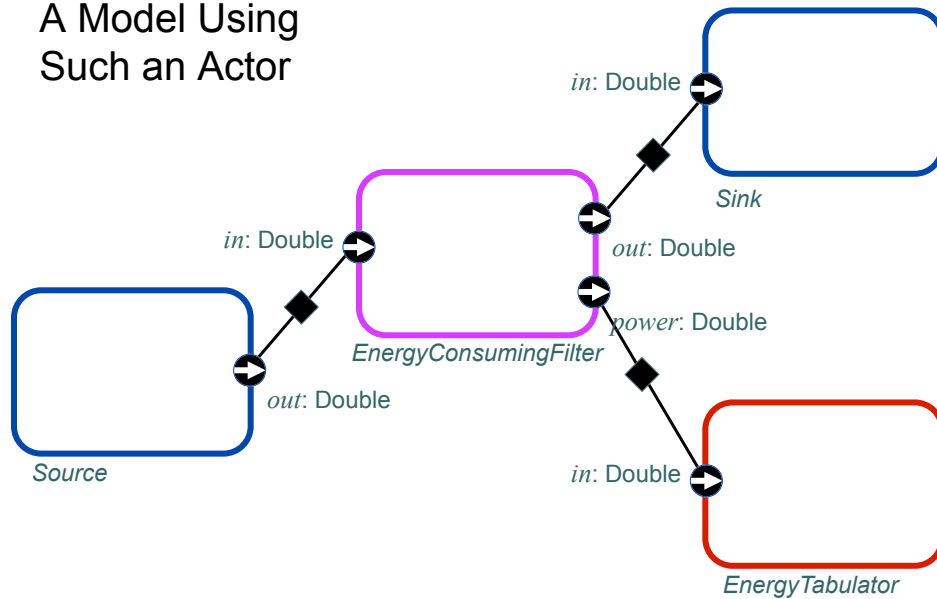 A Model Using
Such an Actor
in: Double
Sink
in: Double
out: Double
power: Double
EnergyConsumingFilter
out: Double
Source
in: Double
EnergyTabulator